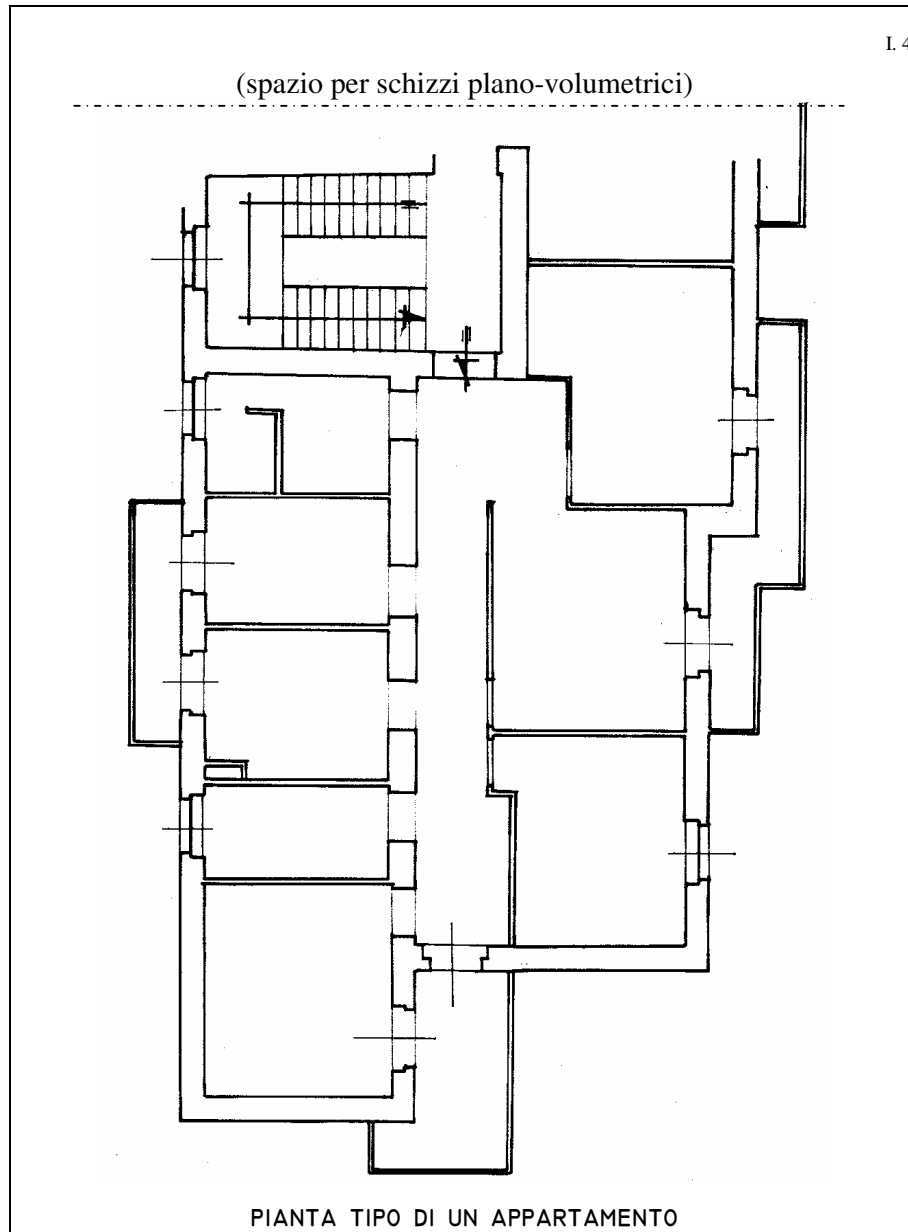 I. 4
(spazio per schizzi plano-volumetrici)
PIANTA TIPO DI UN APPARTAMENTO